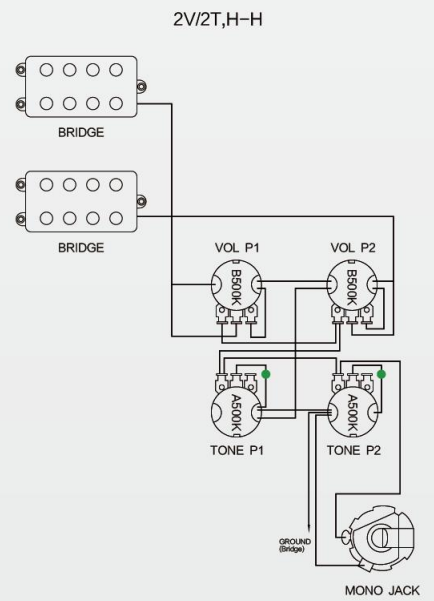 2V/2T,H-H
BRIDGE
BRIDGE
VOL P1
VOL P2
B500K
B500K
A500K
A500K
TONE P1
TONE P2
GROUND
(Bridge)
MONO JACK